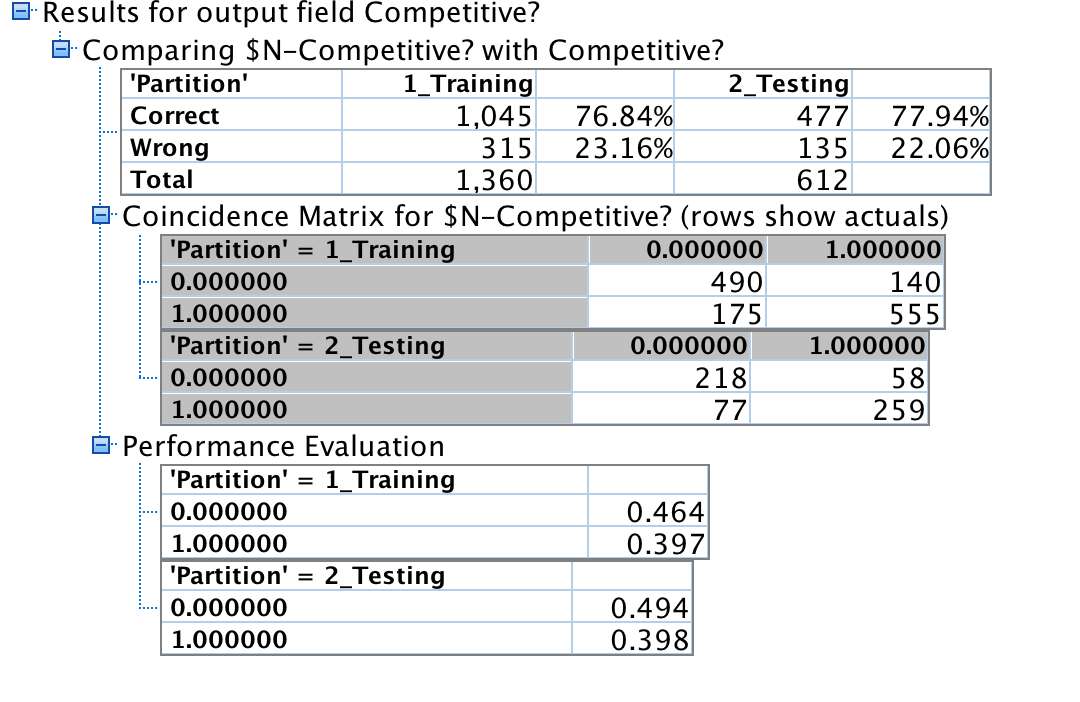 Results for output field Competitive?
Comparing $N-Competitive? with Competitive?
'Partition' 1_Training 2_Testing
Correct 1,045 76.84% 477 77.94%
Wrong 315 23.16% 135 22.06%
Total 1,360 612
Coincidence Matrix for $N-Competitive? (rows show actuals)
'Partition' = 1_Training 0.000000 1.000000
0.000000 490 140
1.000000 175 555
'Partition' = 2_Testing 0.000000 1.000000
0.000000 218 58
1.000000 77 259
Performance Evaluation
'Partition' = 1_Training
0.000000 0.464
1.000000 0.397
'Partition' = 2_Testing
0.000000 0.494
1.000000 0.398